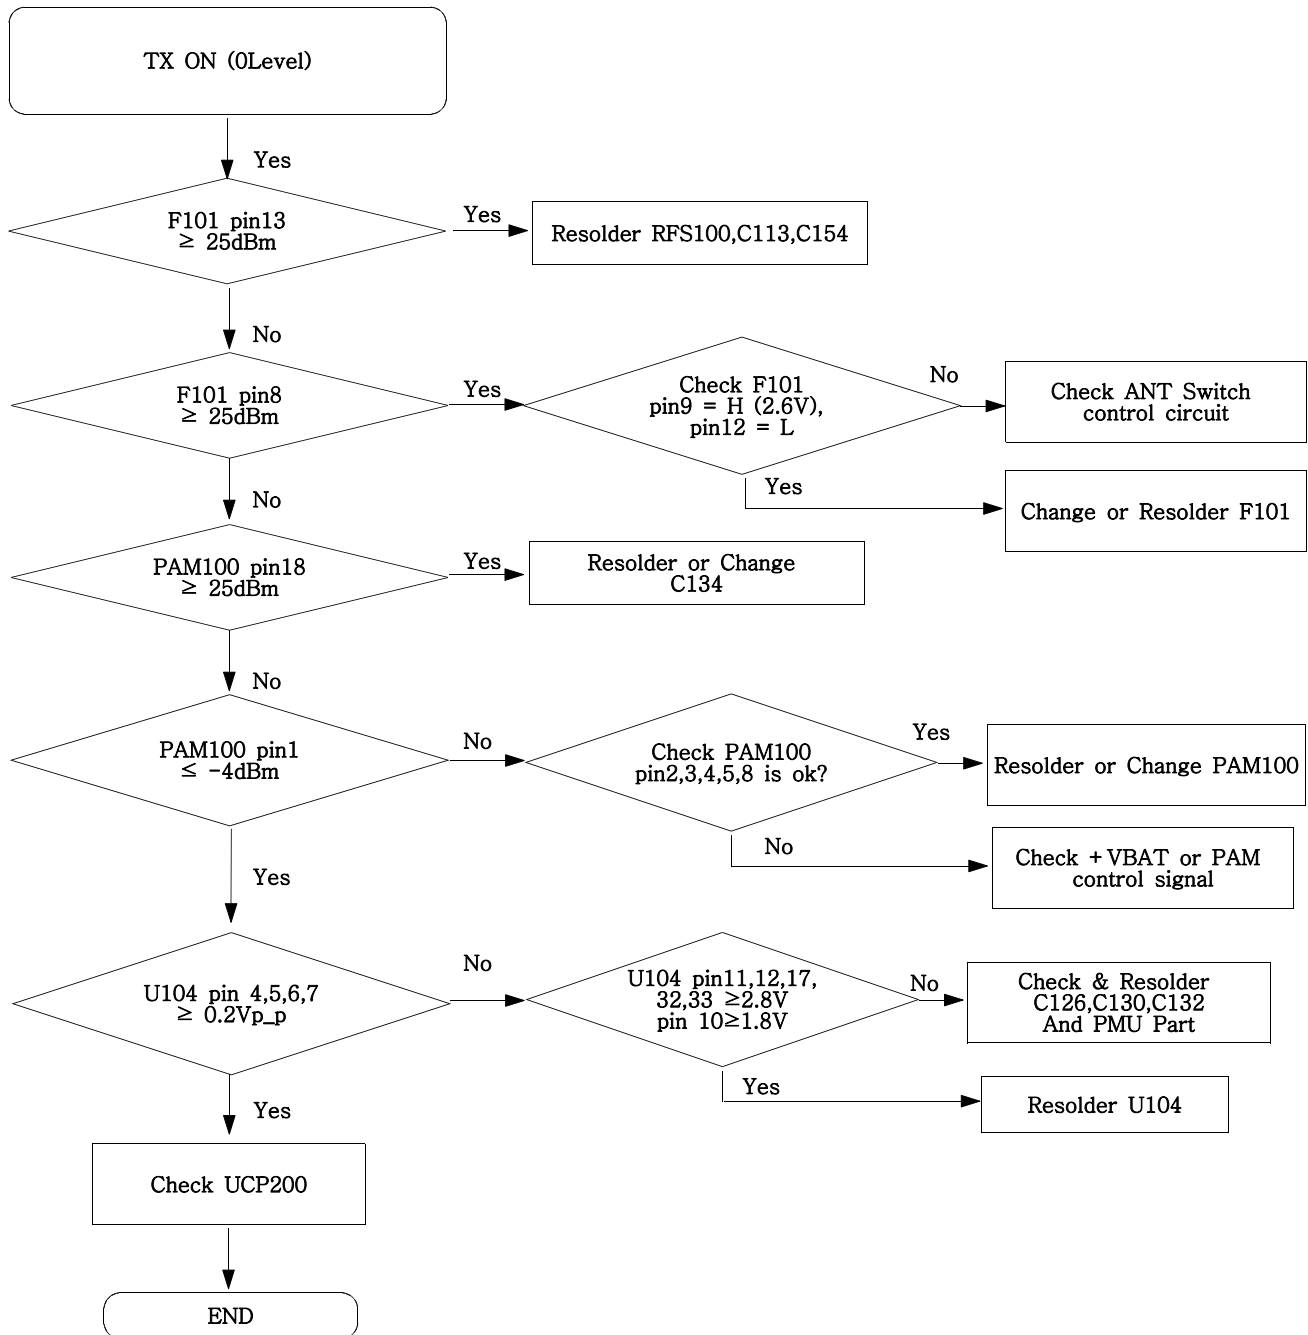 TX ON (0Level)
Yes
F101 pin13
≥ 25dBm
Yes
Resolder RFS100,C113,C154
No
F101 pin8
≥ 25dBm
Yes
Check F101
pin9 = H (2.6V),
pin12 = L
No
Check ANT Switch
control circuit
Yes
Change or Resolder F101
No
PAM100 pin18
≥ 25dBm
Yes
Resolder or Change
C134
No
PAM100 pin1
≤ -4dBm
No
Check PAM100
pin2,3,4,5,8 is ok?
Yes
Resolder or Change PAM100
No
Check +VBAT or PAM
control signal
Yes
U104 pin 4,5,6,7
≥ 0.2Vp_p
No
U104 pin11,12,17,
32,33 ≥2.8V
pin 10≥1.8V
No
Check & Resolder
C126,C130,C132
And PMU Part
Yes
Resolder U104
Yes
Check UCP200
END